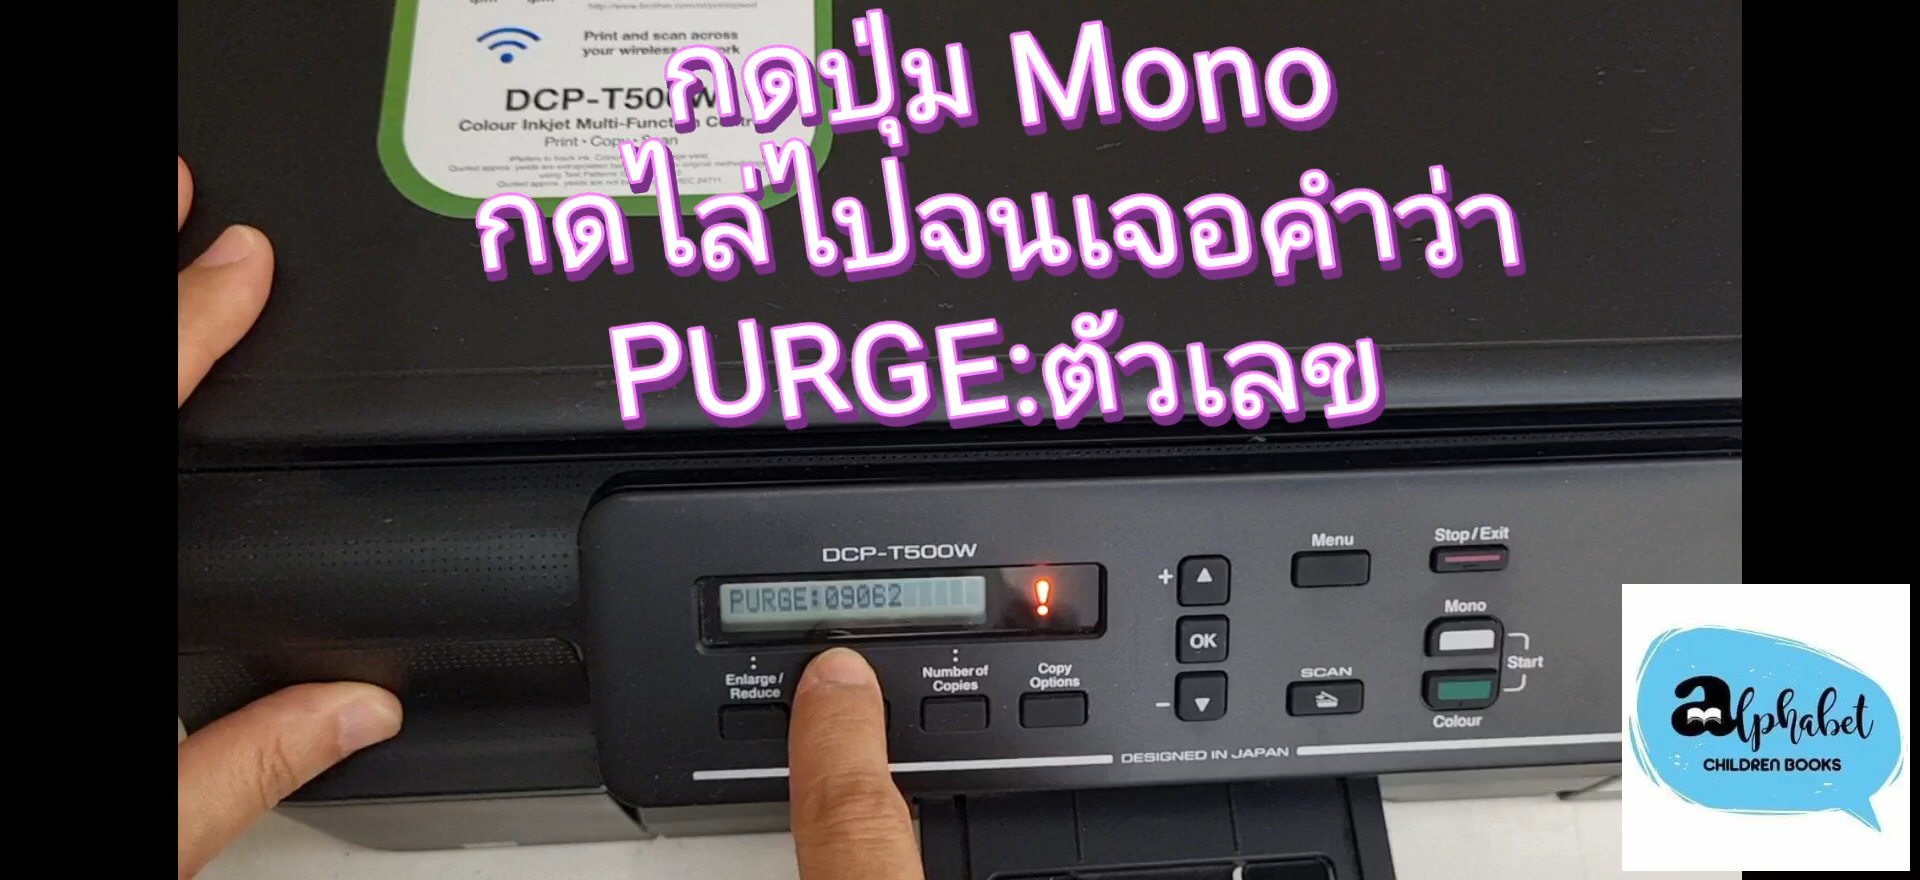 Print and scan across
your wireless
DCP-T500W
Colour Inkjet Multi-Function
Print • Copy • Scan
กดปุ่ม Mono
กดไล่ไปจนเจอคำว่า
PURGE:ตัวเลข
DCP-T500W
PURGE:09062
!
Enlarge/
Reduce
Number of
Copies
Copy
Options
+
OK
-
Menu
SCAN
Stop/Exit
Mono
Start
Colour
DESIGNED IN JAPAN
alphabet
CHILDREN BOOKS